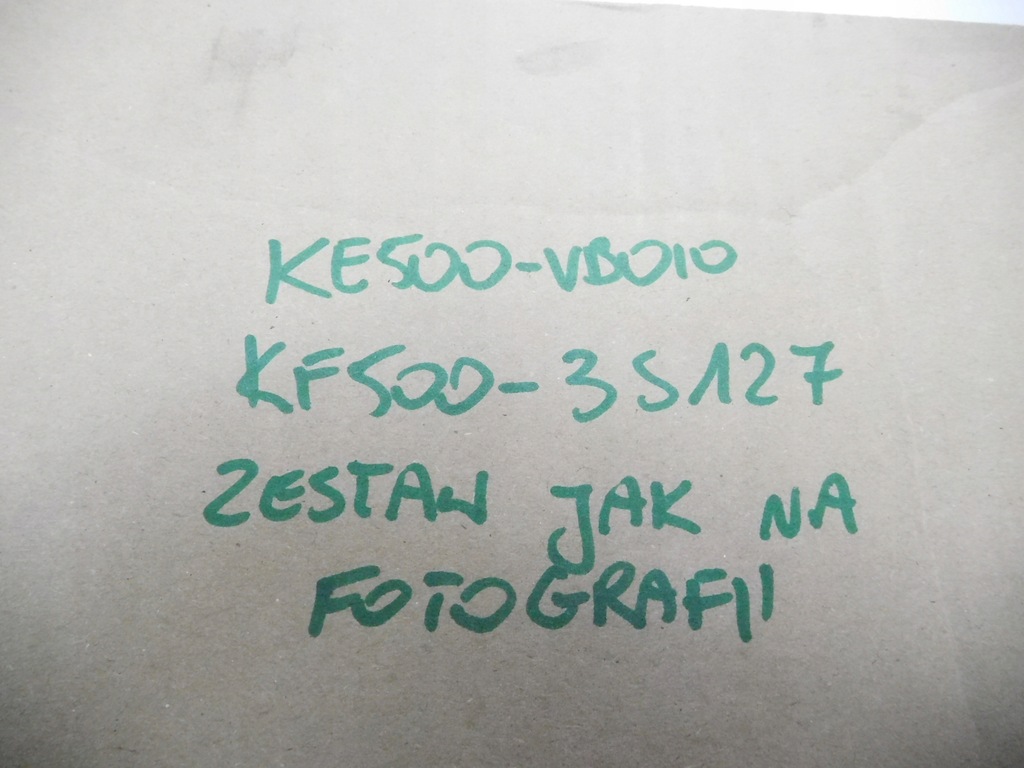 KE500-VB010
KF500-3S127
ZESTAW JAK NA
FOTOGRAFII